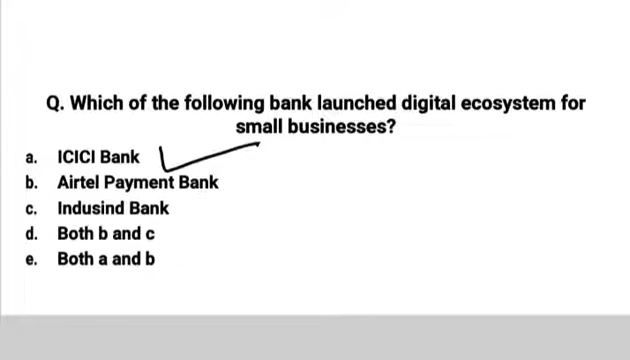 Q. Which of the following bank launched digital ecosystem for
small businesses?
a. ICICI Bank
b. Airtel Payment Bank
c. Indusind Bank
d. Both b and c
e. Both a and b